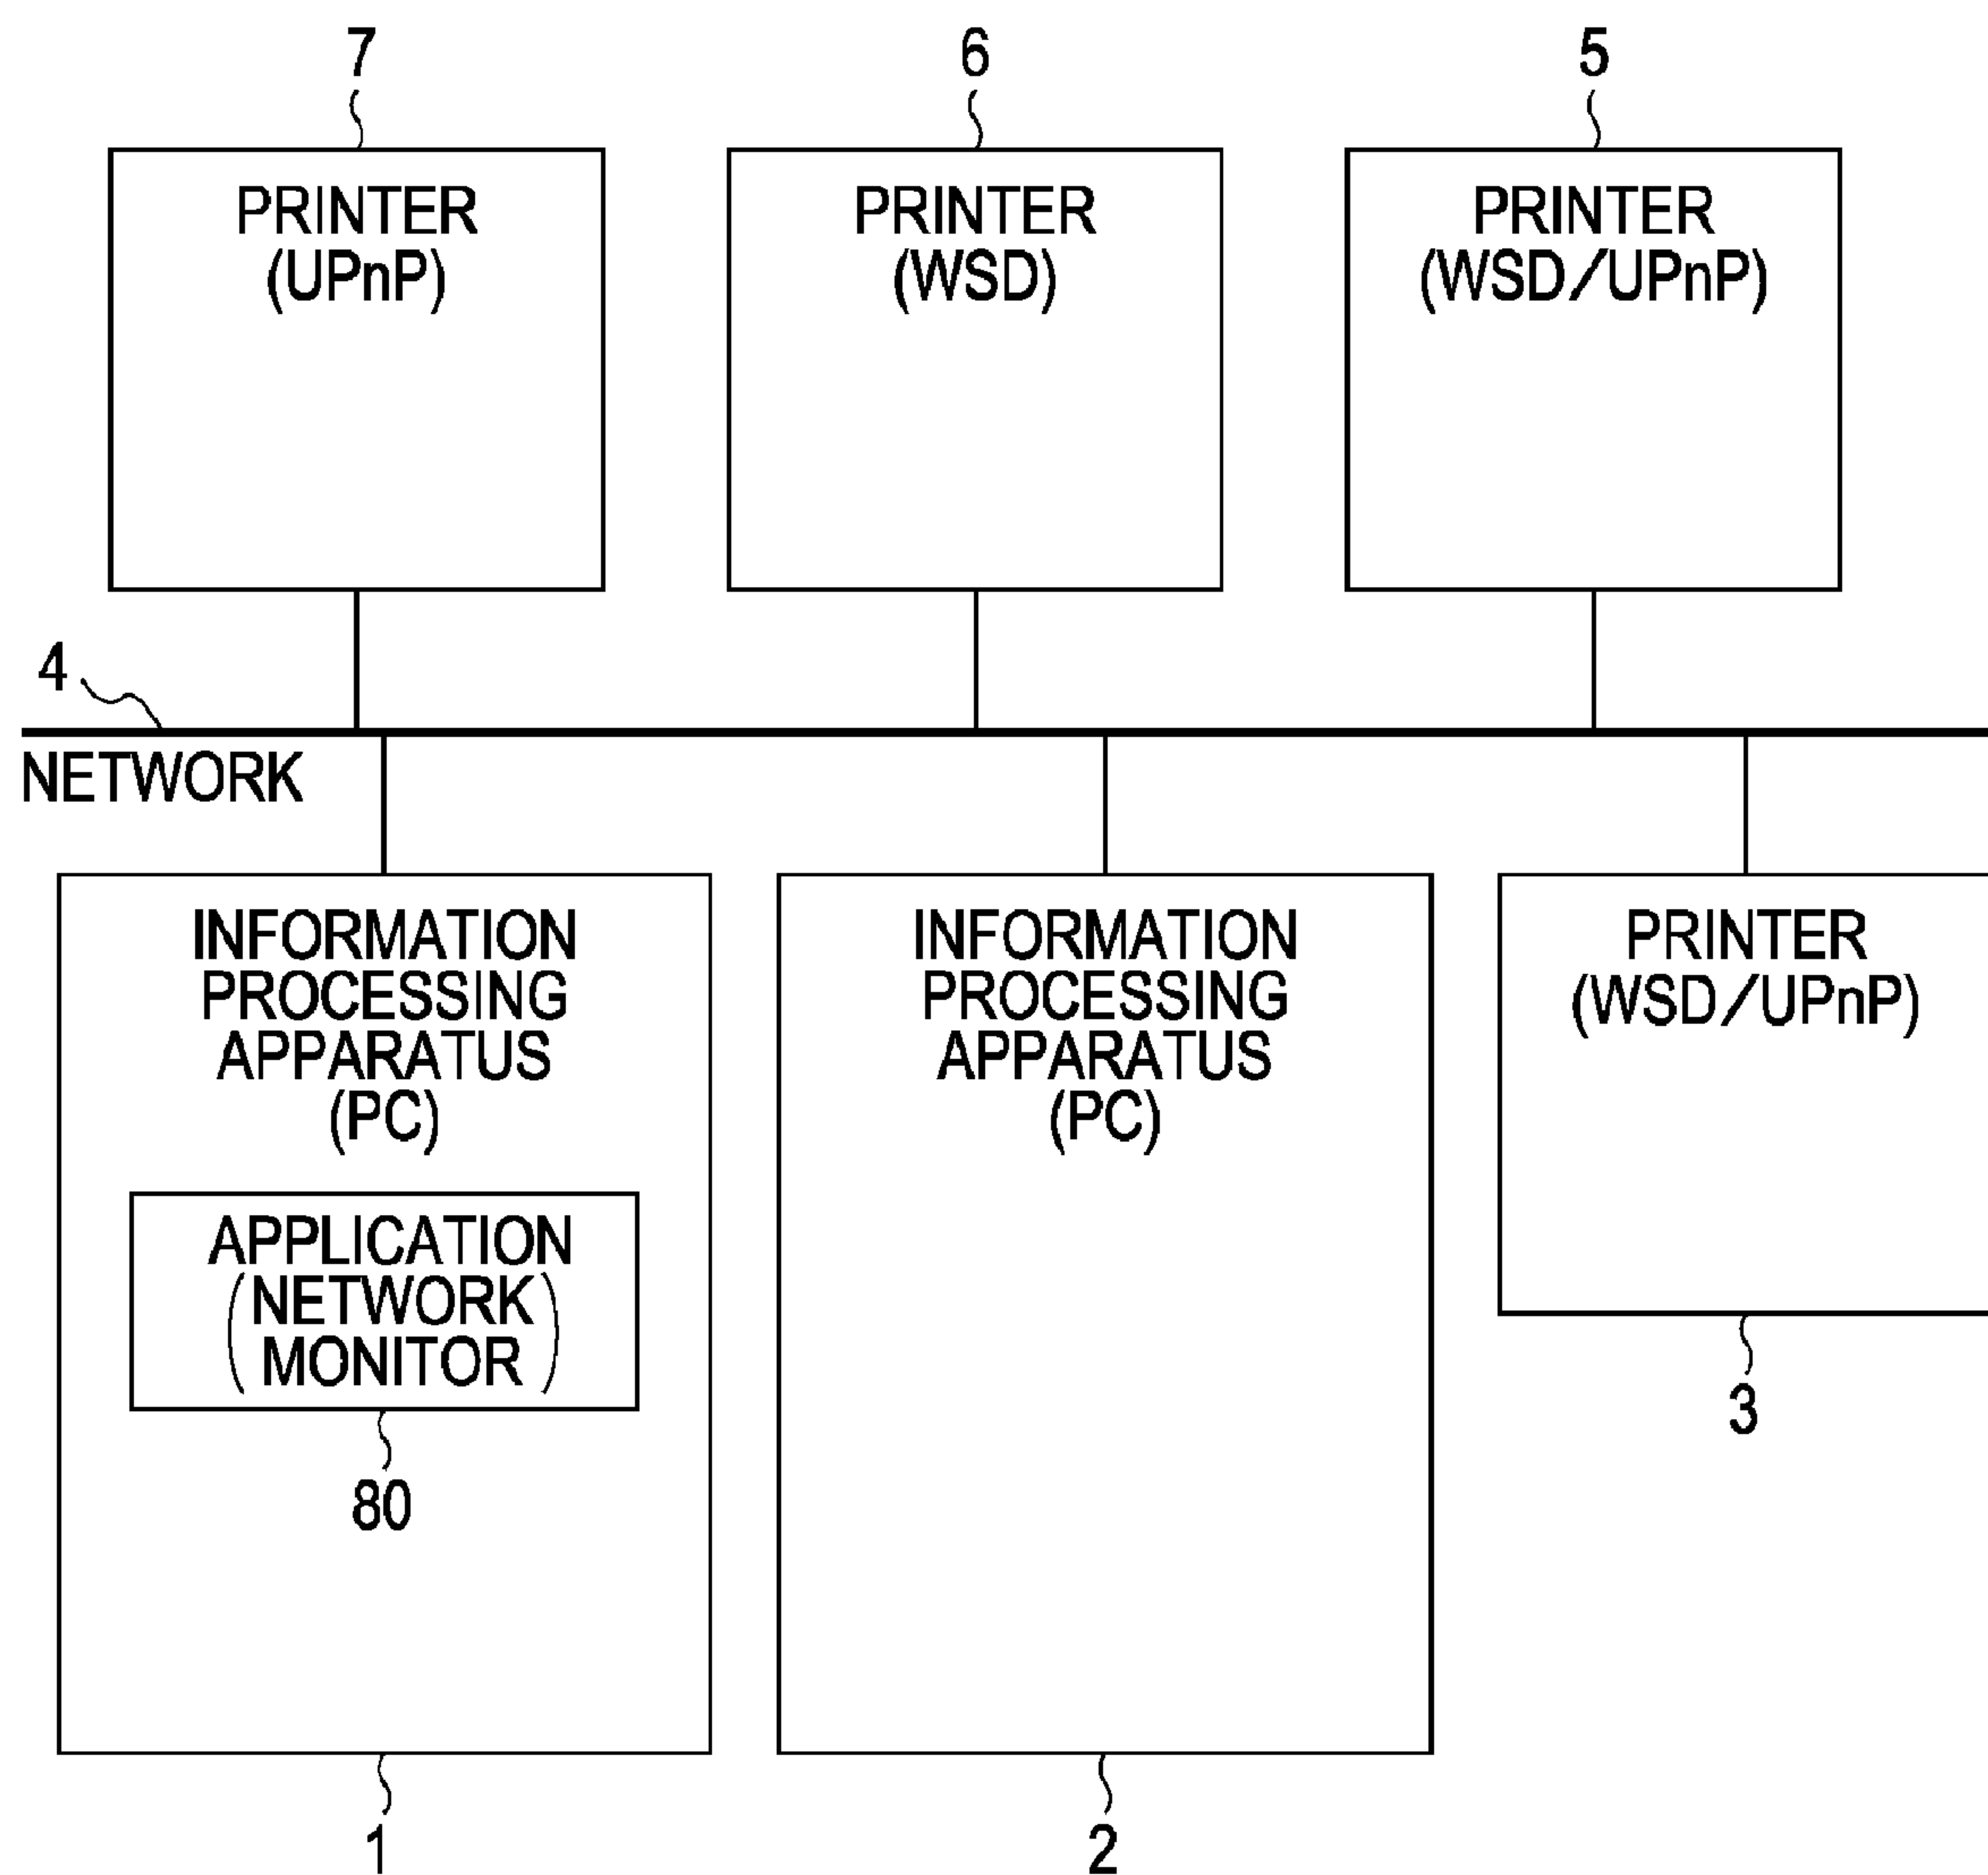 7
6
5
PRINTER
(UPnP)
PRINTER
(WSD)
PRINTER
(WSD/UPnP)
4
NETWORK
INFORMATION
PROCESSING
APPARATUS
(PC)
APPLICATION
(NETWORK
MONITOR)
80
1
INFORMATION
PROCESSING
APPARATUS
(PC)
2
PRINTER
(WSD/UPnP)
3